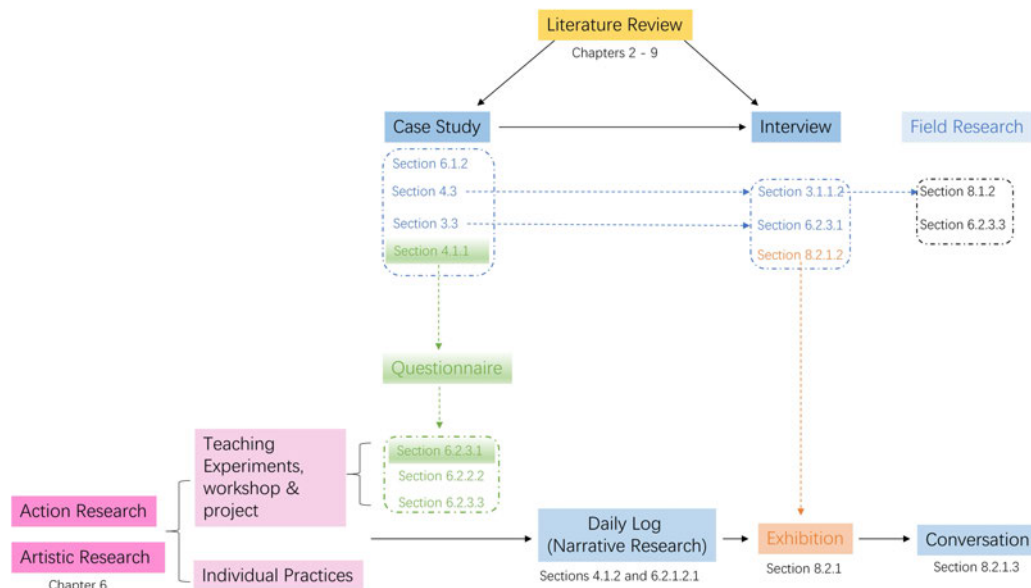 Literature Review
Chapters 2 - 9
Case Study
Interview
Field Research
Section 6.1.2
Section 4.3
Section 3.1.1.2
Section 8.1.2
Section 3.3
Section 6.2.3.1
Section 6.2.3.3
Section 4.1.1
Section 8.2.1.2
Questionnaire
Teaching
Experiments,
workshop &
project
Section 6.2.3.1
Section 6.2.2.2
Section 6.2.3.3
Action Research
Artistic Research
Chapter 6
Individual Practices
Daily Log
(Narrative Research)
Sections 4.1.2 and 6.2.1.2.1
Exhibition
Section 8.2.1
Conversation
Section 8.2.1.3